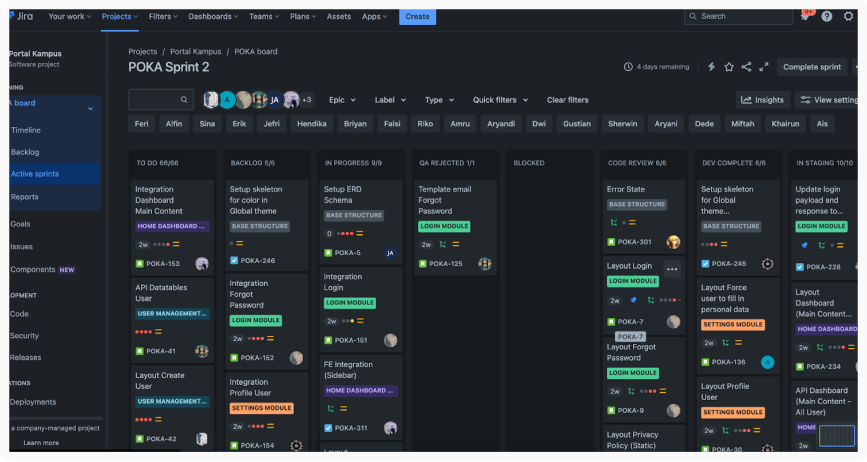 Jira
Your work
Projects
Filters
Dashboards
Teams
Plans
Assets
Apps
Create
Search
9+
Portal Kampus
Software project
NING
A board
Timeline
Backlog
Active sprints
Reports
Goals
Issues
Components NEW
LOPMENT
Code
Security
Releases
ATIONS
Deployments
a company-managed project
Learn more
Projects / Portal Kampus / POKA board
POKA Sprint 2
4 days remaining
Complete sprint
A
JA
+3
Epic
Label
Type
Quick filters
Clear filters
Insights
View setting
Feri Alfin Sina Erik Jefri Hendika Briyan Faisi Riko Amru Aryandi Dwi Gustian Sherwin Aryani Dede Miftah Khairun Ais
TO DO 66/66
Integration
Dashboard
Main Content
HOME DASHBOARD ...
2w
POKA-153
API Datatables
User
USER MANAGEMENT...
POKA-41
Layout Create
User
USER MANAGEMENT...
POKA-42
BACKLOG 5/5
Setup skeleton
for color in
Global theme
BASE STRUCTURE
POKA-246
Integration
Forgot
Password
LOGIN MODULE
2w
POKA-152
Integration
Profile User
SETTINGS MODULE
2w
POKA-154
IN PROGRESS 9/9
Setup ERD
Schema
BASE STRUCTURE
0
POKA-5
JA
Integration
Login
LOGIN MODULE
2w
POKA-151
FE Integration
(Sidebar)
HOME DASHBOARD ...
POKA-311
Layout
QA REJECTED 1/1
Template email
Forgot
Password
LOGIN MODULE
2w
POKA-125
BLOCKED
CODE REVIEW 6/6
Error State
BASE STRUCTURE
POKA-301
Layout Login
LOGIN MODULE
2w
POKA-7
POKA-7
Layout Forgot
Password
LOGIN MODULE
2w
POKA-9
Layout Privacy
Policy (Static)
DEV COMPLETE 6/6
Setup skeleton
for Global
theme...
BASE STRUCTURE
POKA-245
Layout Force
user to fill in
personal data
SETTINGS MODULE
2w
POKA-136
A
Layout Profile
User
SETTINGS MODULE
2w
POKA-30
IN STAGING 10/10
Update login
payload and
response to...
LOGIN MODULE
POKA-228
Layout
Dashboard
(Main Content...
HOME DASHBOARD
2w
POKA-234
API Dashboard
(Main Content -
All User)
HOME
2w